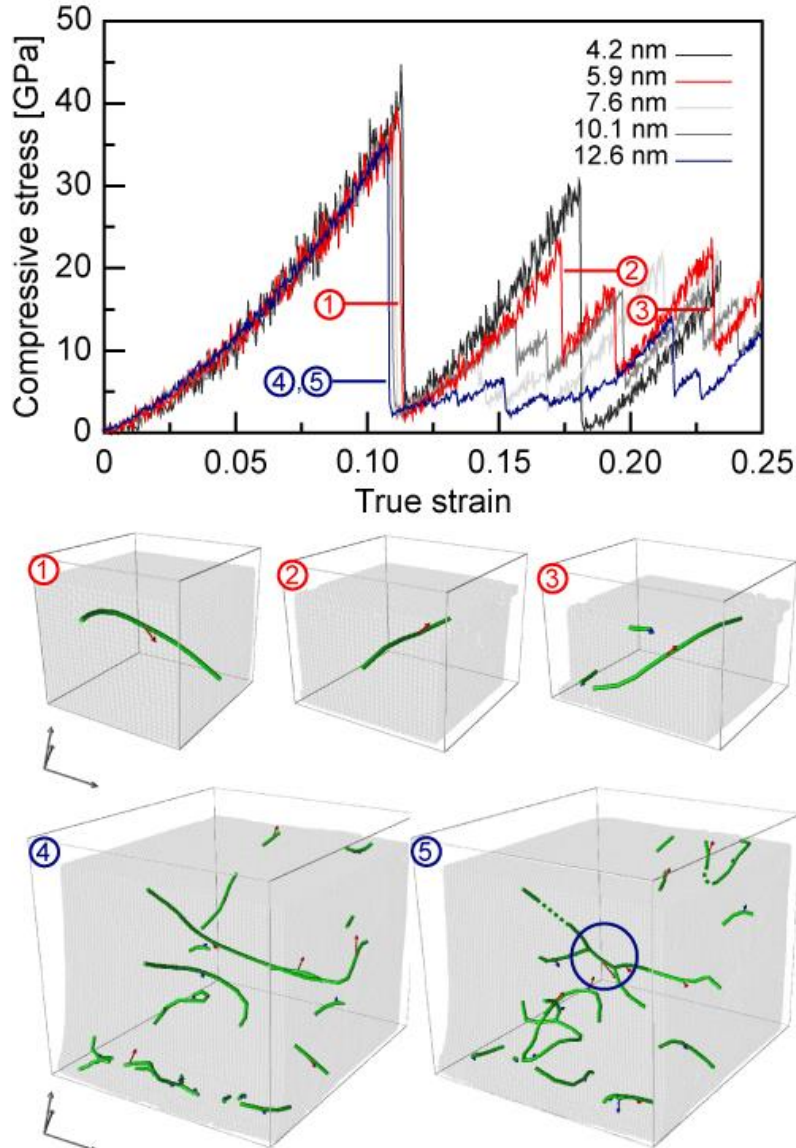 Compressive stress [GPa]
50
40
30
20
10
0
4.2 nm
5.9 nm
7.6 nm
10.1 nm
12.6 nm
1
2
3
4,5
0 0.05 0.10 0.15 0.20 0.25
True strain
1
2
3
4
5